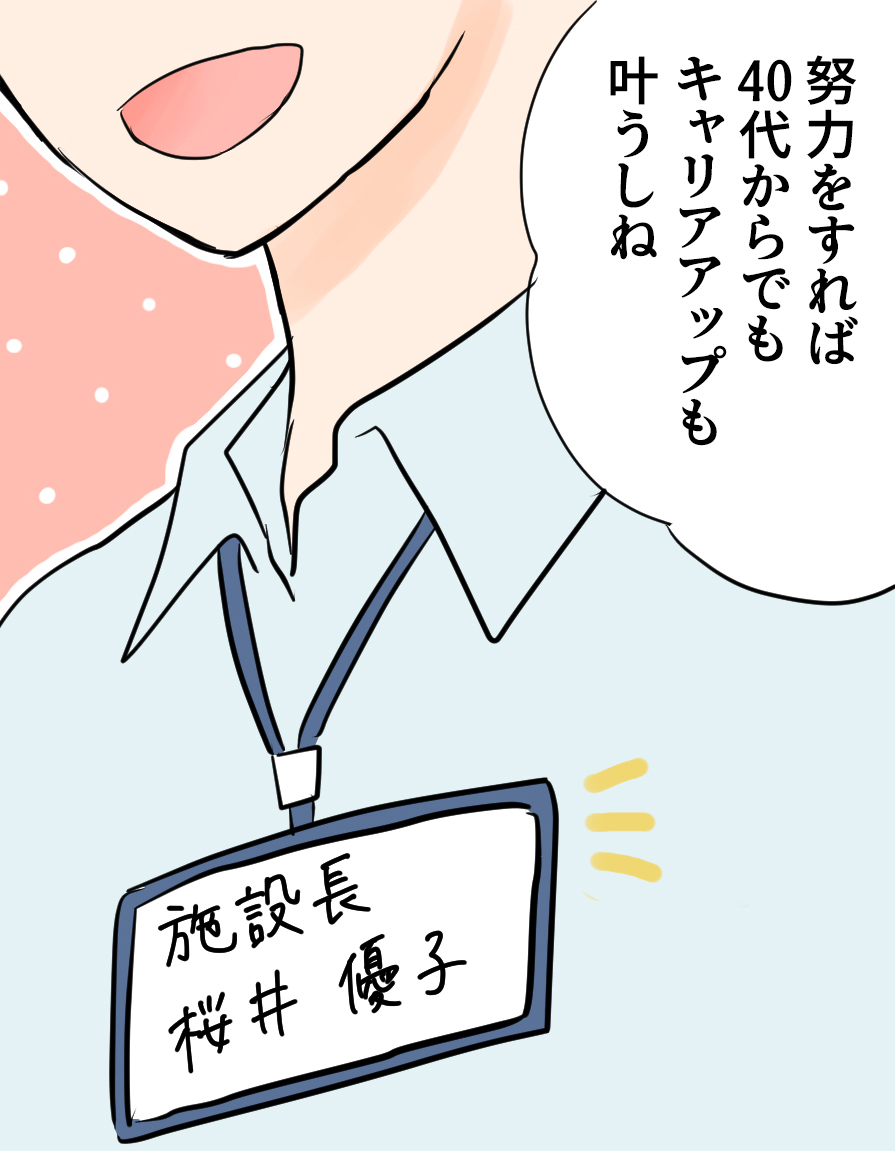 努力をすれば
40代からでも
キャリアアップも
叶うしね
施設長
桜井 優子